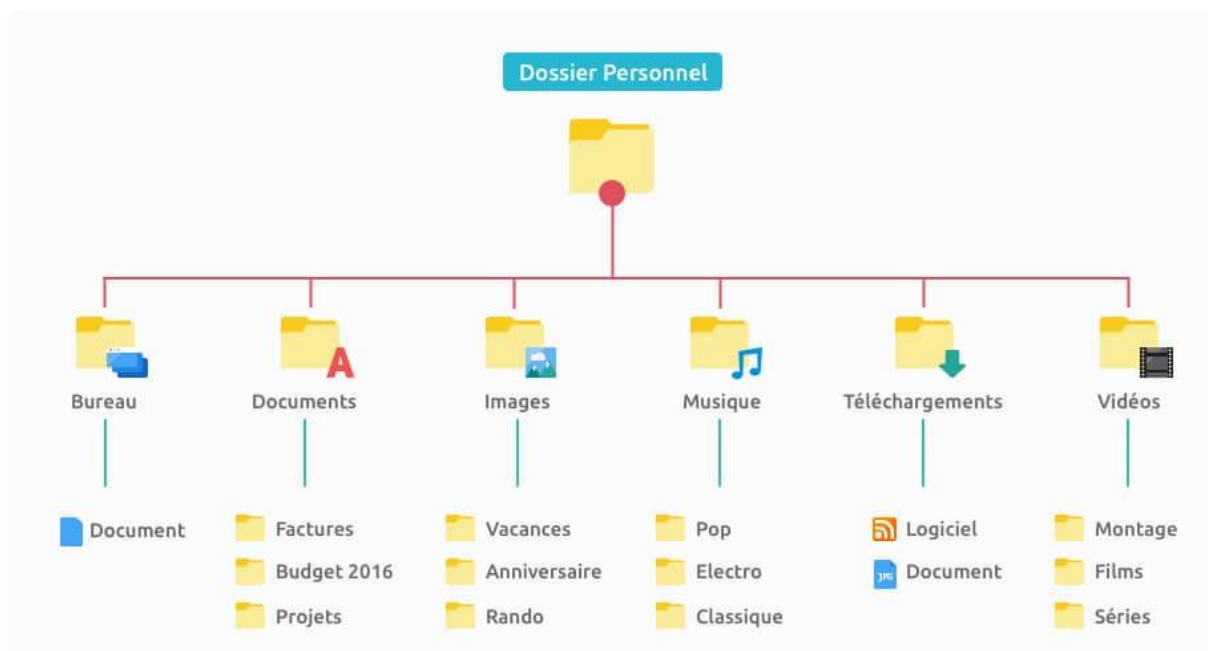 Dossier Personnel
Bureau
Documents
Images
Musique
Téléchargements
Vidéos
Document
Factures
Budget 2016
Projets
Vacances
Anniversaire
Rando
Pop
Electro
Classique
Logiciel
JPG
Document
Montage
Films
Séries